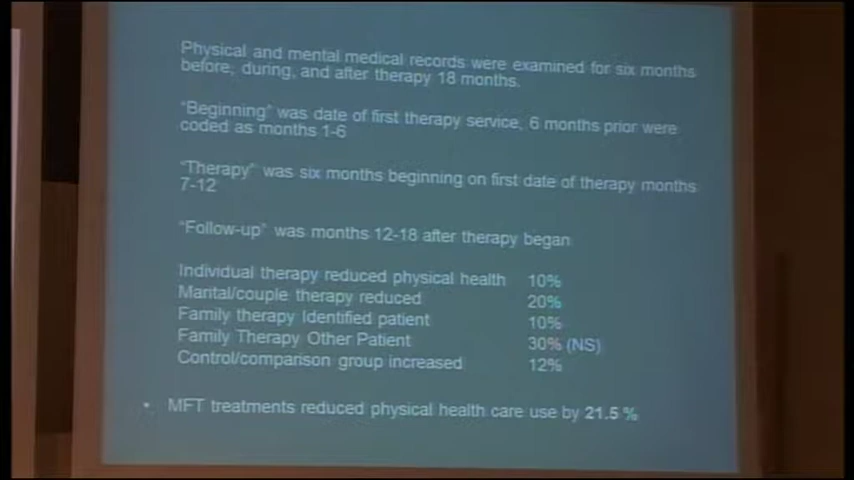 Physical and mental medical records were examined for six months
before, during, and after therapy 18 months.
"Beginning" was date of first therapy service, 6 months prior were
coded as months 1-6
"Therapy" was six months beginning on first date of therapy months
7-12
"Follow-up" was months 12-18 after therapy began
Individual therapy reduced physical health 10%
Marital/couple therapy reduced 20%
Family therapy Identified patient 10%
Family Therapy Other Patient 30% (NS)
Control/comparison group increased 12%
• MFT treatments reduced physical health care use by 21.5 %